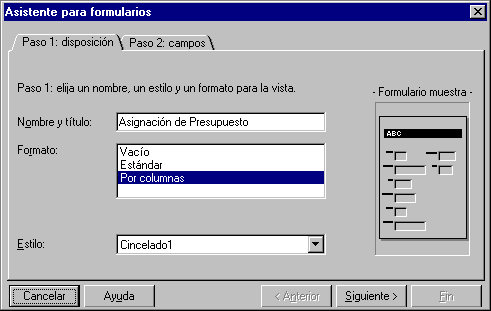 Asistente para formularios
Paso 1: disposición
Paso 2: campos
Paso 1: elija un nombre, un estilo y un formato para la vista.
- Formulario muestra -
Nombre y título:
Asignación de Presupuesto
ABC
Formato:
Vacío
Estándar
Por columnas
Estilo:
Cincelado1
Cancelar
Ayuda
< Anterior
Siguiente >
Fin